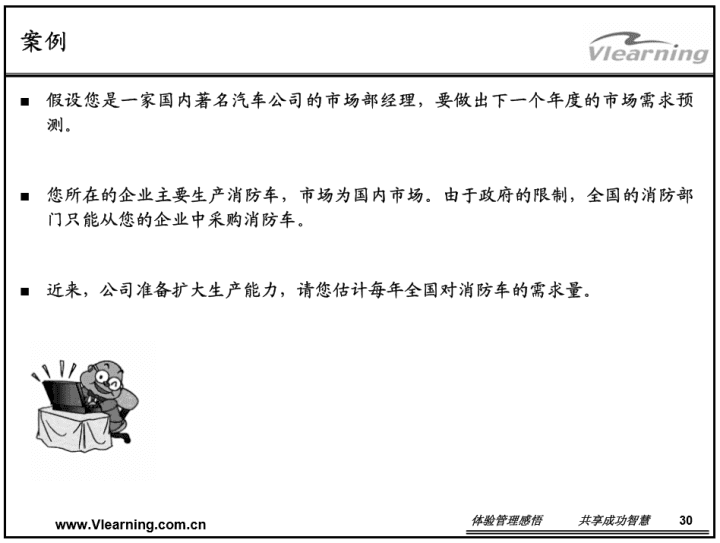 案例
Vlearning
假设您是一家国内著名汽车公司的市场部经理，要做出下一个年度的市场需求预
测。
您所在的企业主要生产消防车，市场为国内市场。由于政府的限制，全国的消防部
门只能从您的企业中采购消防车。
近来，公司准备扩大生产能力，请您估计每年全国对消防车的需求量。
www.Vlearning.com.cn
体验管理感悟 共享成功智慧 30